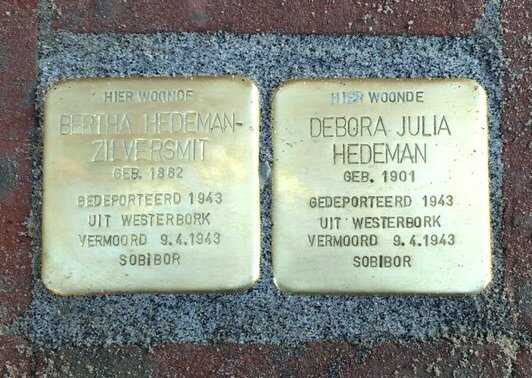 HIER WOONDE
BERTHA HEDEMAN-
ZILVERSMIT
GEB. 1882
GEDEPORTEERD 1943
UIT WESTERBORK
VERMOORD 9.4.1943
SOBIBOR
HIER WOONDE
DEBORA JULIA
HEDEMAN
GEB. 1901
GEDEPORTEERD 1943
UIT WESTERBORK
VERMOORD 9.4.1943
SOBIBOR